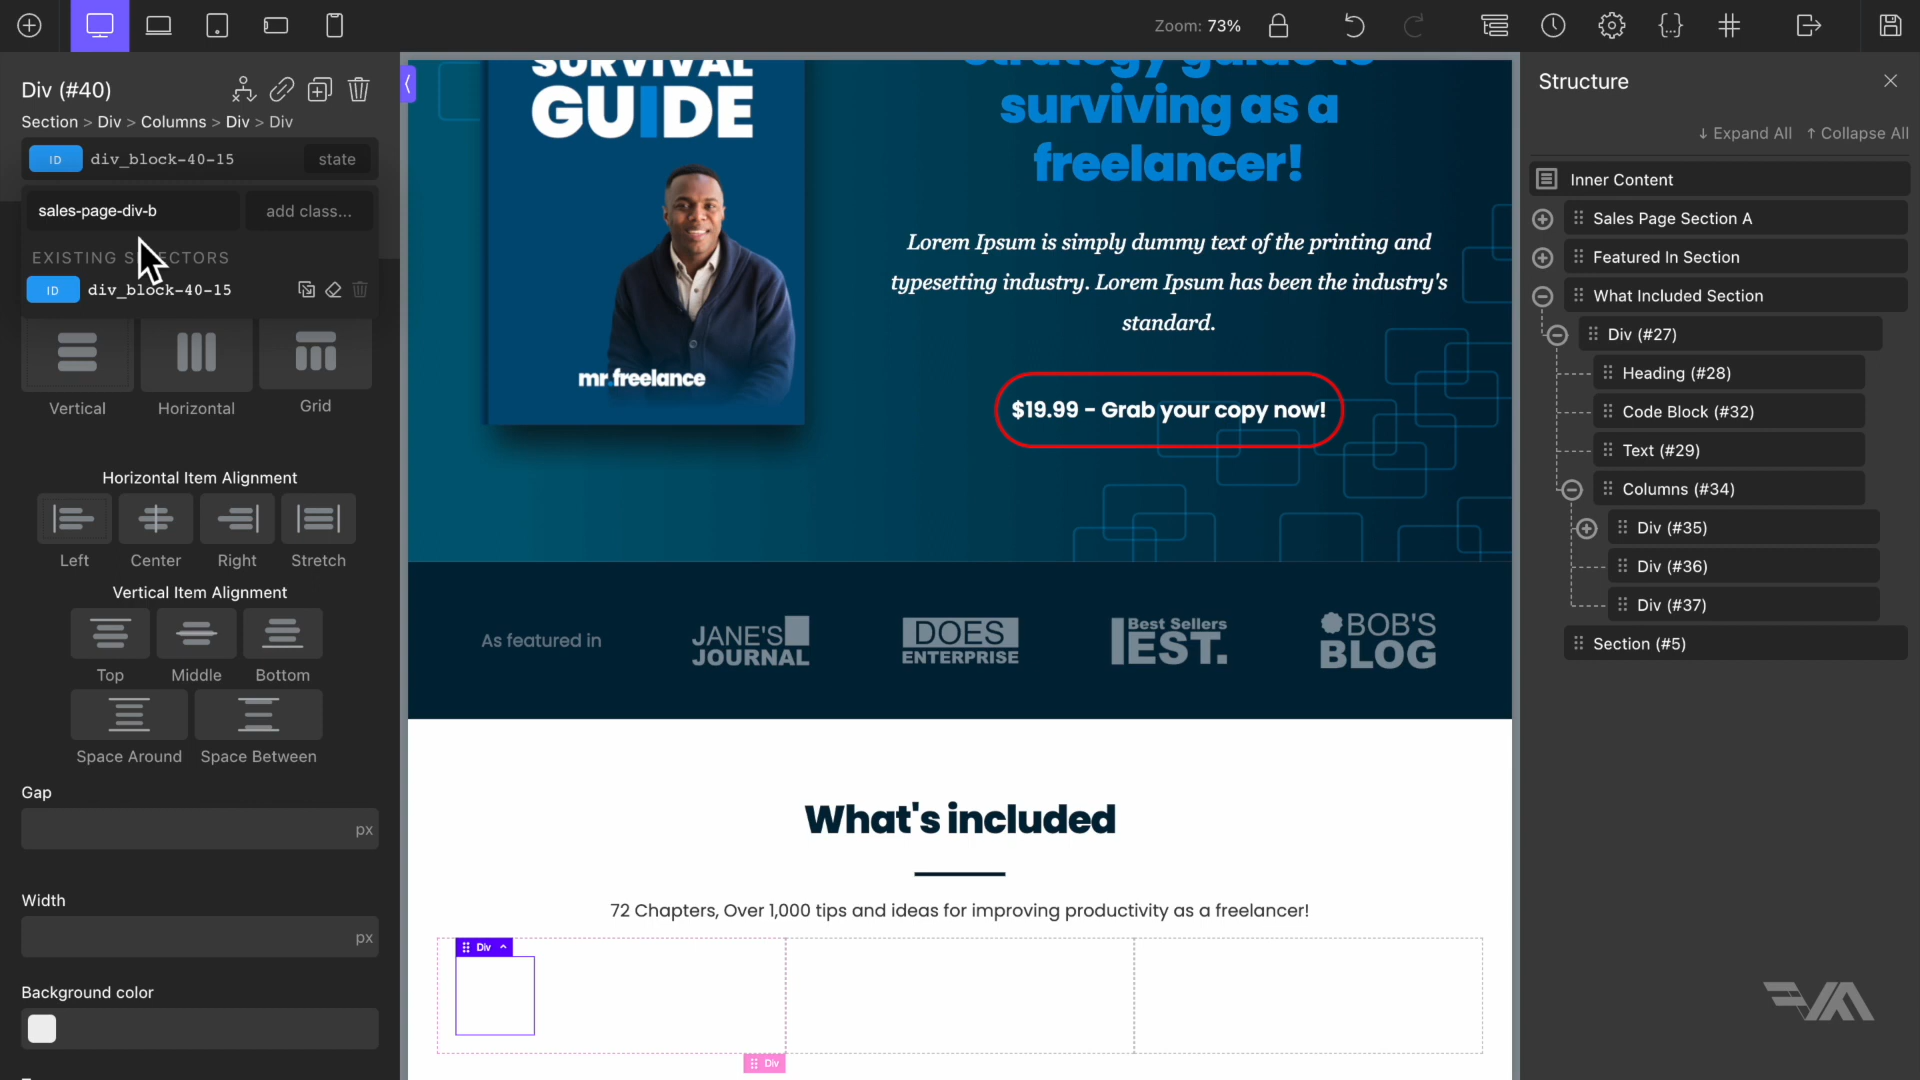 Zoom: 73%
Div (#40)
Section > Div > Columns > Div > Div
ID div_block-40-15 state
sales-page-div-b add class...
EXISTING S ECTORS
ID div_block-40-15
Vertical Horizontal Grid
Horizontal Item Alignment
Left Center Right Stretch
Vertical Item Alignment
Top Middle Bottom
Space Around Space Between
Gap
px
Width
px
Background color
SURVIVAL
GUIDE
mr.freelance
strategy guide to
surviving as a
freelancer!
Lorem Ipsum is simply dummy text of the printing and
typesetting industry. Lorem Ipsum has been the industry's
standard.
$19.99 - Grab your copy now!
As featured in
JANE'S
JOURNAL
DOES
ENTERPRISE
Best Sellers
EST.
BOB'S
BLOG
What's included
72 Chapters, Over 1,000 tips and ideas for improving productivity as a freelancer!
Div
Div
Structure
↓ Expand All ↑ Collapse All
Inner Content
Sales Page Section A
Featured In Section
What Included Section
Div (#27)
Heading (#28)
Code Block (#32)
Text (#29)
Columns (#34)
Div (#35)
Div (#36)
Div (#37)
Section (#5)